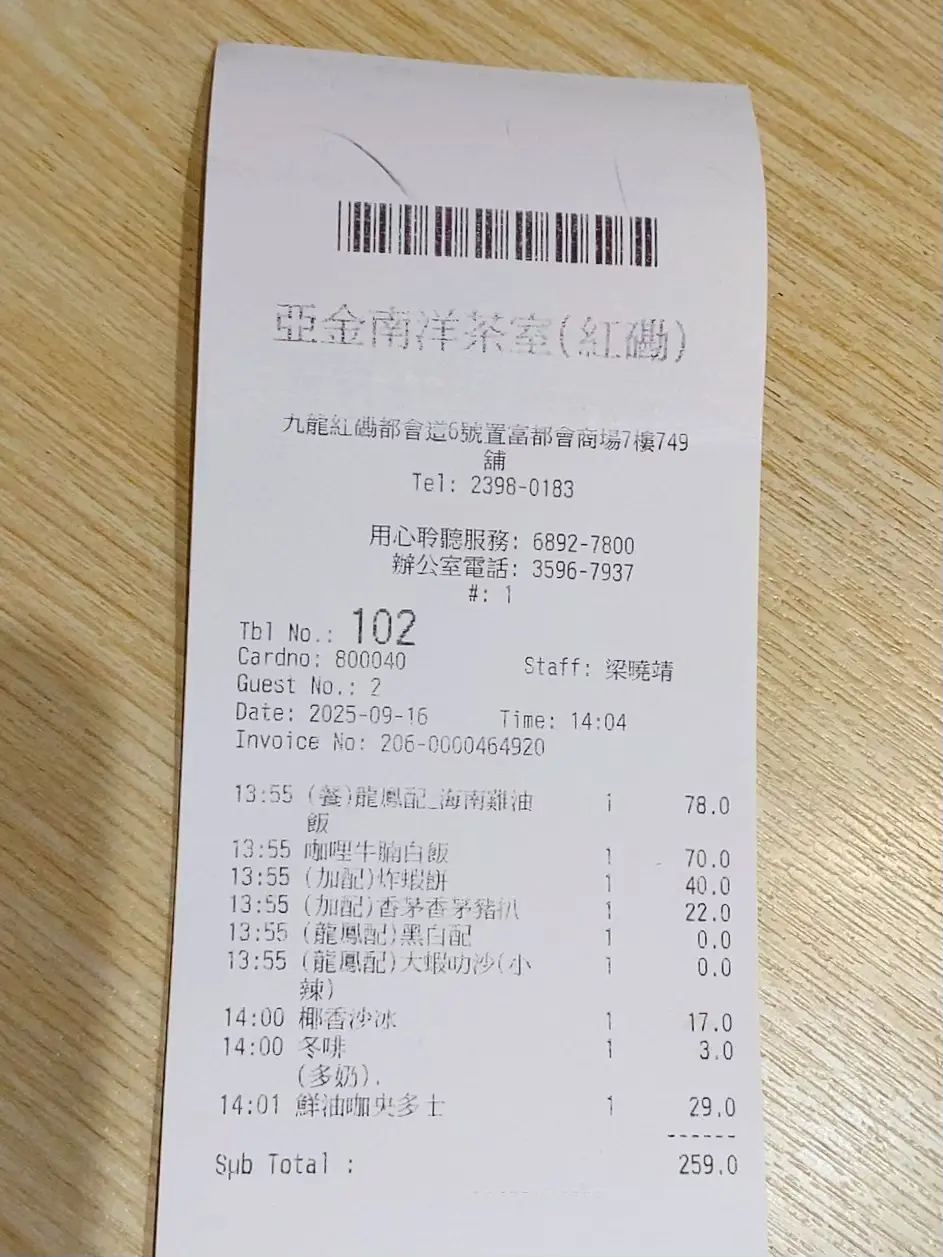 亞金南洋茶室(紅磡)
九龍紅磡都會道6號置富都會商場7樓749
舖
Tel: 2398-0183
用心聆聽服務: 6892-7800
辦公室電話: 3596-7937
#: 1
Tbl No.: 102
Cardno: 800040 Staff: 梁曉靖
Guest No.: 2
Date: 2025-09-16 Time: 14:04
Invoice No: 206-0000464920
13:55 (餐)龍鳳配_海南雞油 1 78.0
飯
13:55 咖哩牛腩白飯 1 70.0
13:55 (加配)炸蝦餅 1 40.0
13:55 (加配)香茅香茅豬扒 1 22.0
13:55 (龍鳳配)黑白配 1 0.0
13:55 (龍鳳配)大蝦叻沙(小 1 0.0
辣)
14:00 椰香沙冰 1 17.0
14:00 冬啡 1 3.0
(多奶).
14:01 鮮油咖央多士 1 29.0
------
Sub Total : 259.0